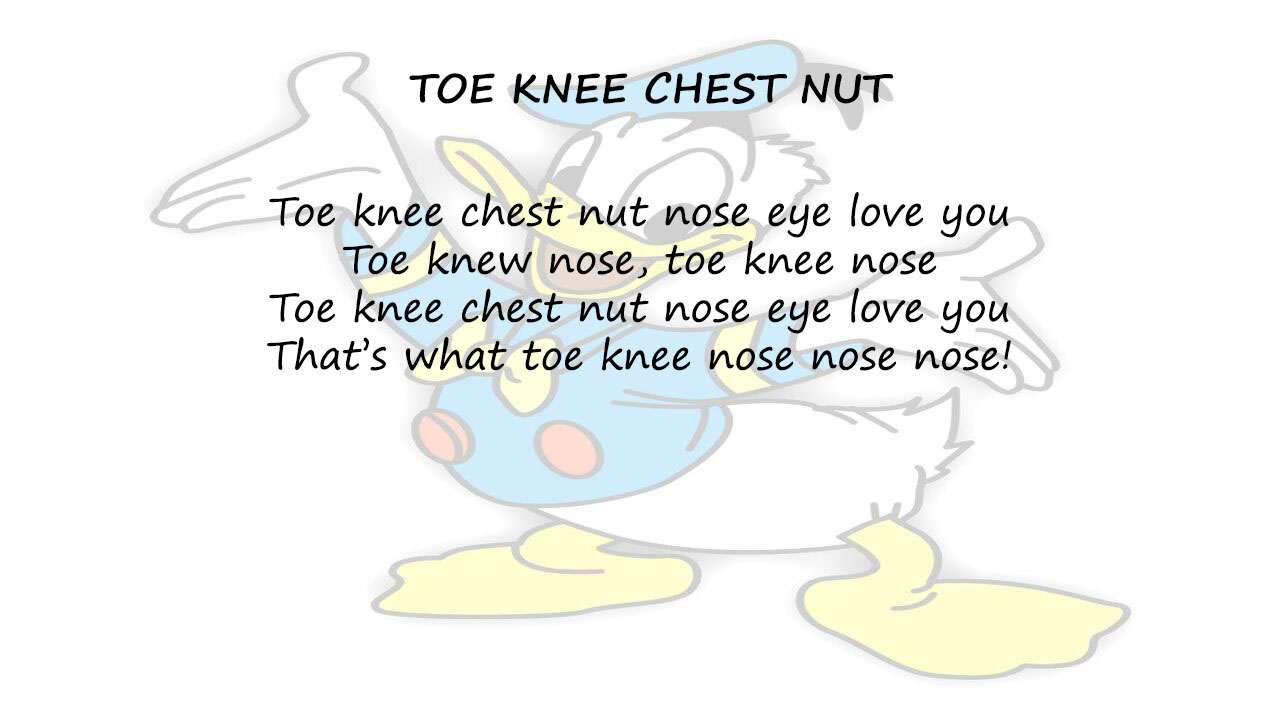 TOE KNEE CHEST NUT
Toe knee chest nut nose eye love you
Toe knew nose, toe knee nose
Toe knee chest nut nose eye love you
That’s what toe knee nose nose nose!